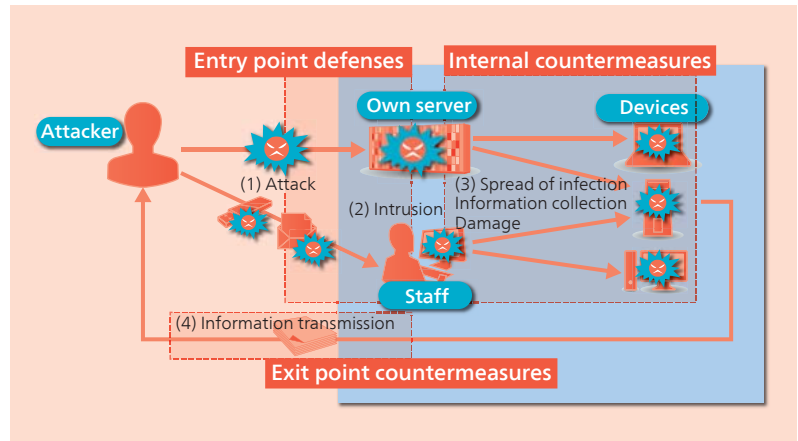 Entry point defenses
Internal countermeasures
Own server
Devices
Attacker
(1) Attack
(2) Intrusion
(3) Spread of infection
Information collection
Damage
Staff
(4) Information transmission
Exit point countermeasures